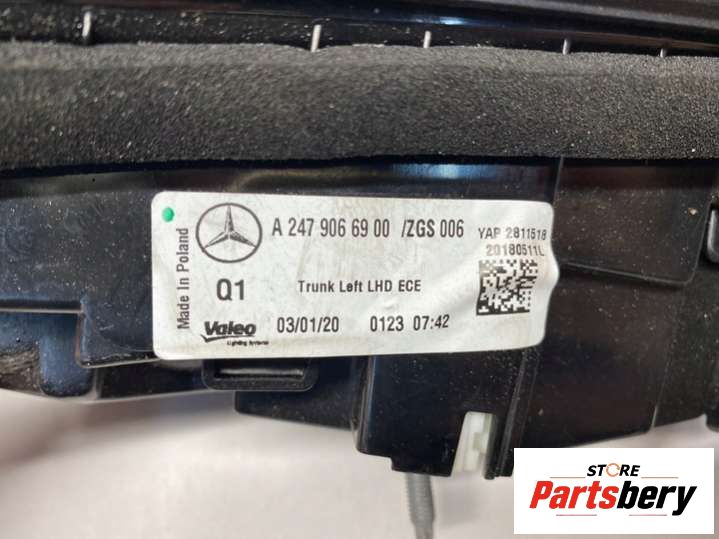 Made In Poland
A 247 906 69 00 /ZGS 006
YAP 2811518
20180511L
Q1
Trunk Left LHD ECE
Valeo
Lighting Systems
03/01/20 0123 07:42
STORE
Partsbery